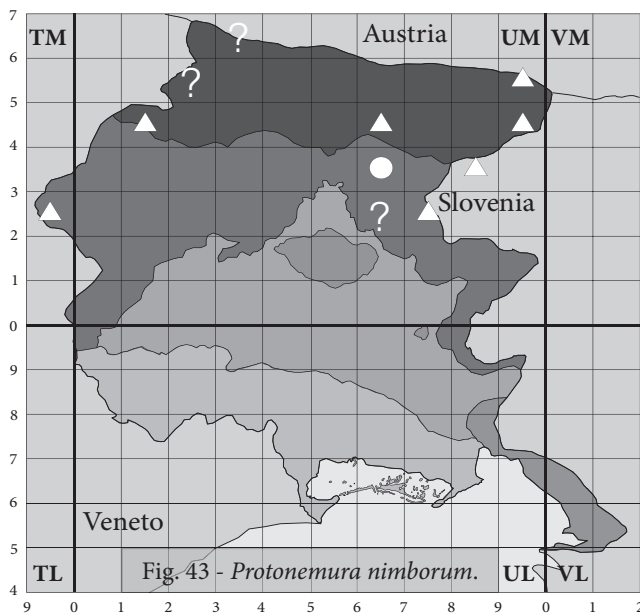 7
TM
?
Austria
UM
VM
6
?
5
4
3
Slovenia
?
2
1
0
9
8
7
6
Veneto
5
TL
Fig. 43 - Protonemura nimborum.
UL
VL
4
9 0 1 2 3 4 5 6 7 8 9 0 1 2